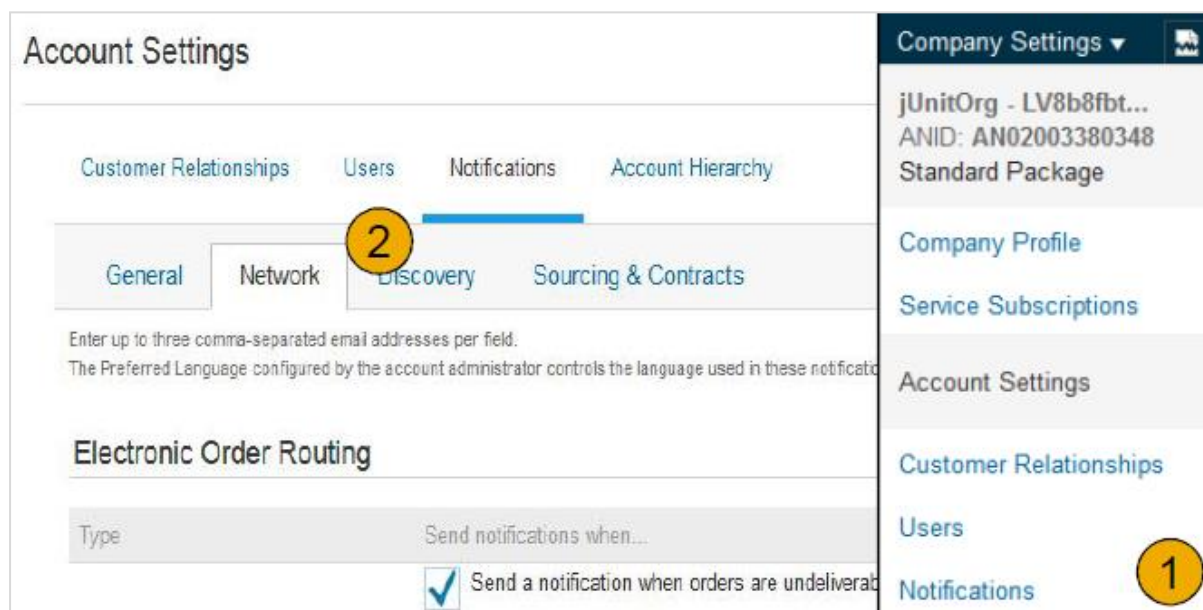 Account Settings
Customer Relationships Users Notifications Account Hierarchy
2
General Network Discovery Sourcing & Contracts
Enter up to three comma-separated email addresses per field.
The Preferred Language configured by the account administrator controls the language used in these notificatio
Electronic Order Routing
Type Send notifications when...
Send a notification when orders are undeliverab
Company Settings
jUnitOrg - LV8b8fbt...
ANID: AN02003380348
Standard Package
Company Profile
Service Subscriptions
Account Settings
Customer Relationships
Users
Notifications
1